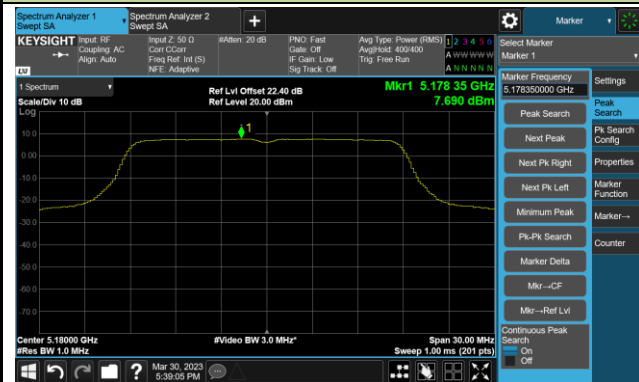 Spectrum Analyzer 1
Swept SA
Spectrum Analyzer 2
Swept SA
+
Marker
KEYSIGHT
Input: RF
Coupling: AC
Align: Auto
Input Z: 50 Ω
Corr CCorr
Freq Ref: Int (S)
NFE: Adaptive
#Atten: 20 dB
PNO: Fast
Gate: Off
IF Gain: Low
Sig Track: Off
Avg Type: Power (RMS)
Avg|Hold: 400/400
Trig: Free Run
1 2 3 4 5 6
A W W W W W
A N N N N N
LXI
Select Marker
Marker 1
1 Spectrum
Scale/Div 10 dB
Log
Ref Lvl Offset 22.40 dB
Ref Level 20.00 dBm
Mkr1 5.178 35 GHz
7.690 dBm
1
10.0
0.00
-10.0
-20.0
-30.0
-40.0
-50.0
-60.0
-70.0
Center 5.18000 GHz
#Res BW 1.0 MHz
#Video BW 3.0 MHz*
Span 30.00 MHz
Sweep 1.00 ms (201 pts)
Marker Frequency
5.178350000 GHz
Peak Search
Next Peak
Next Pk Right
Next Pk Left
Minimum Peak
Pk-Pk Search
Marker Delta
Mkr→CF
Mkr→Ref Lvl
Continuous Peak
Search
On
Off
Settings
Peak
Search
Pk Search
Config
Properties
Marker
Function
Marker→
Counter
?
Mar 30, 2023
5:39:05 PM